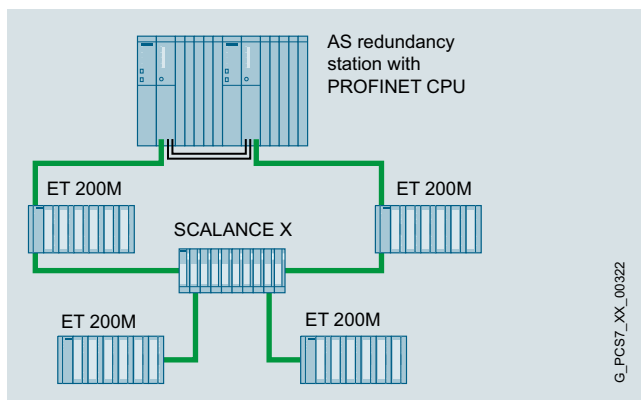 AS redundancy
station with
PROFINET CPU
ET 200M
ET 200M
SCALANCE X
ET 200M
ET 200M
G_PCS7_XX_00322